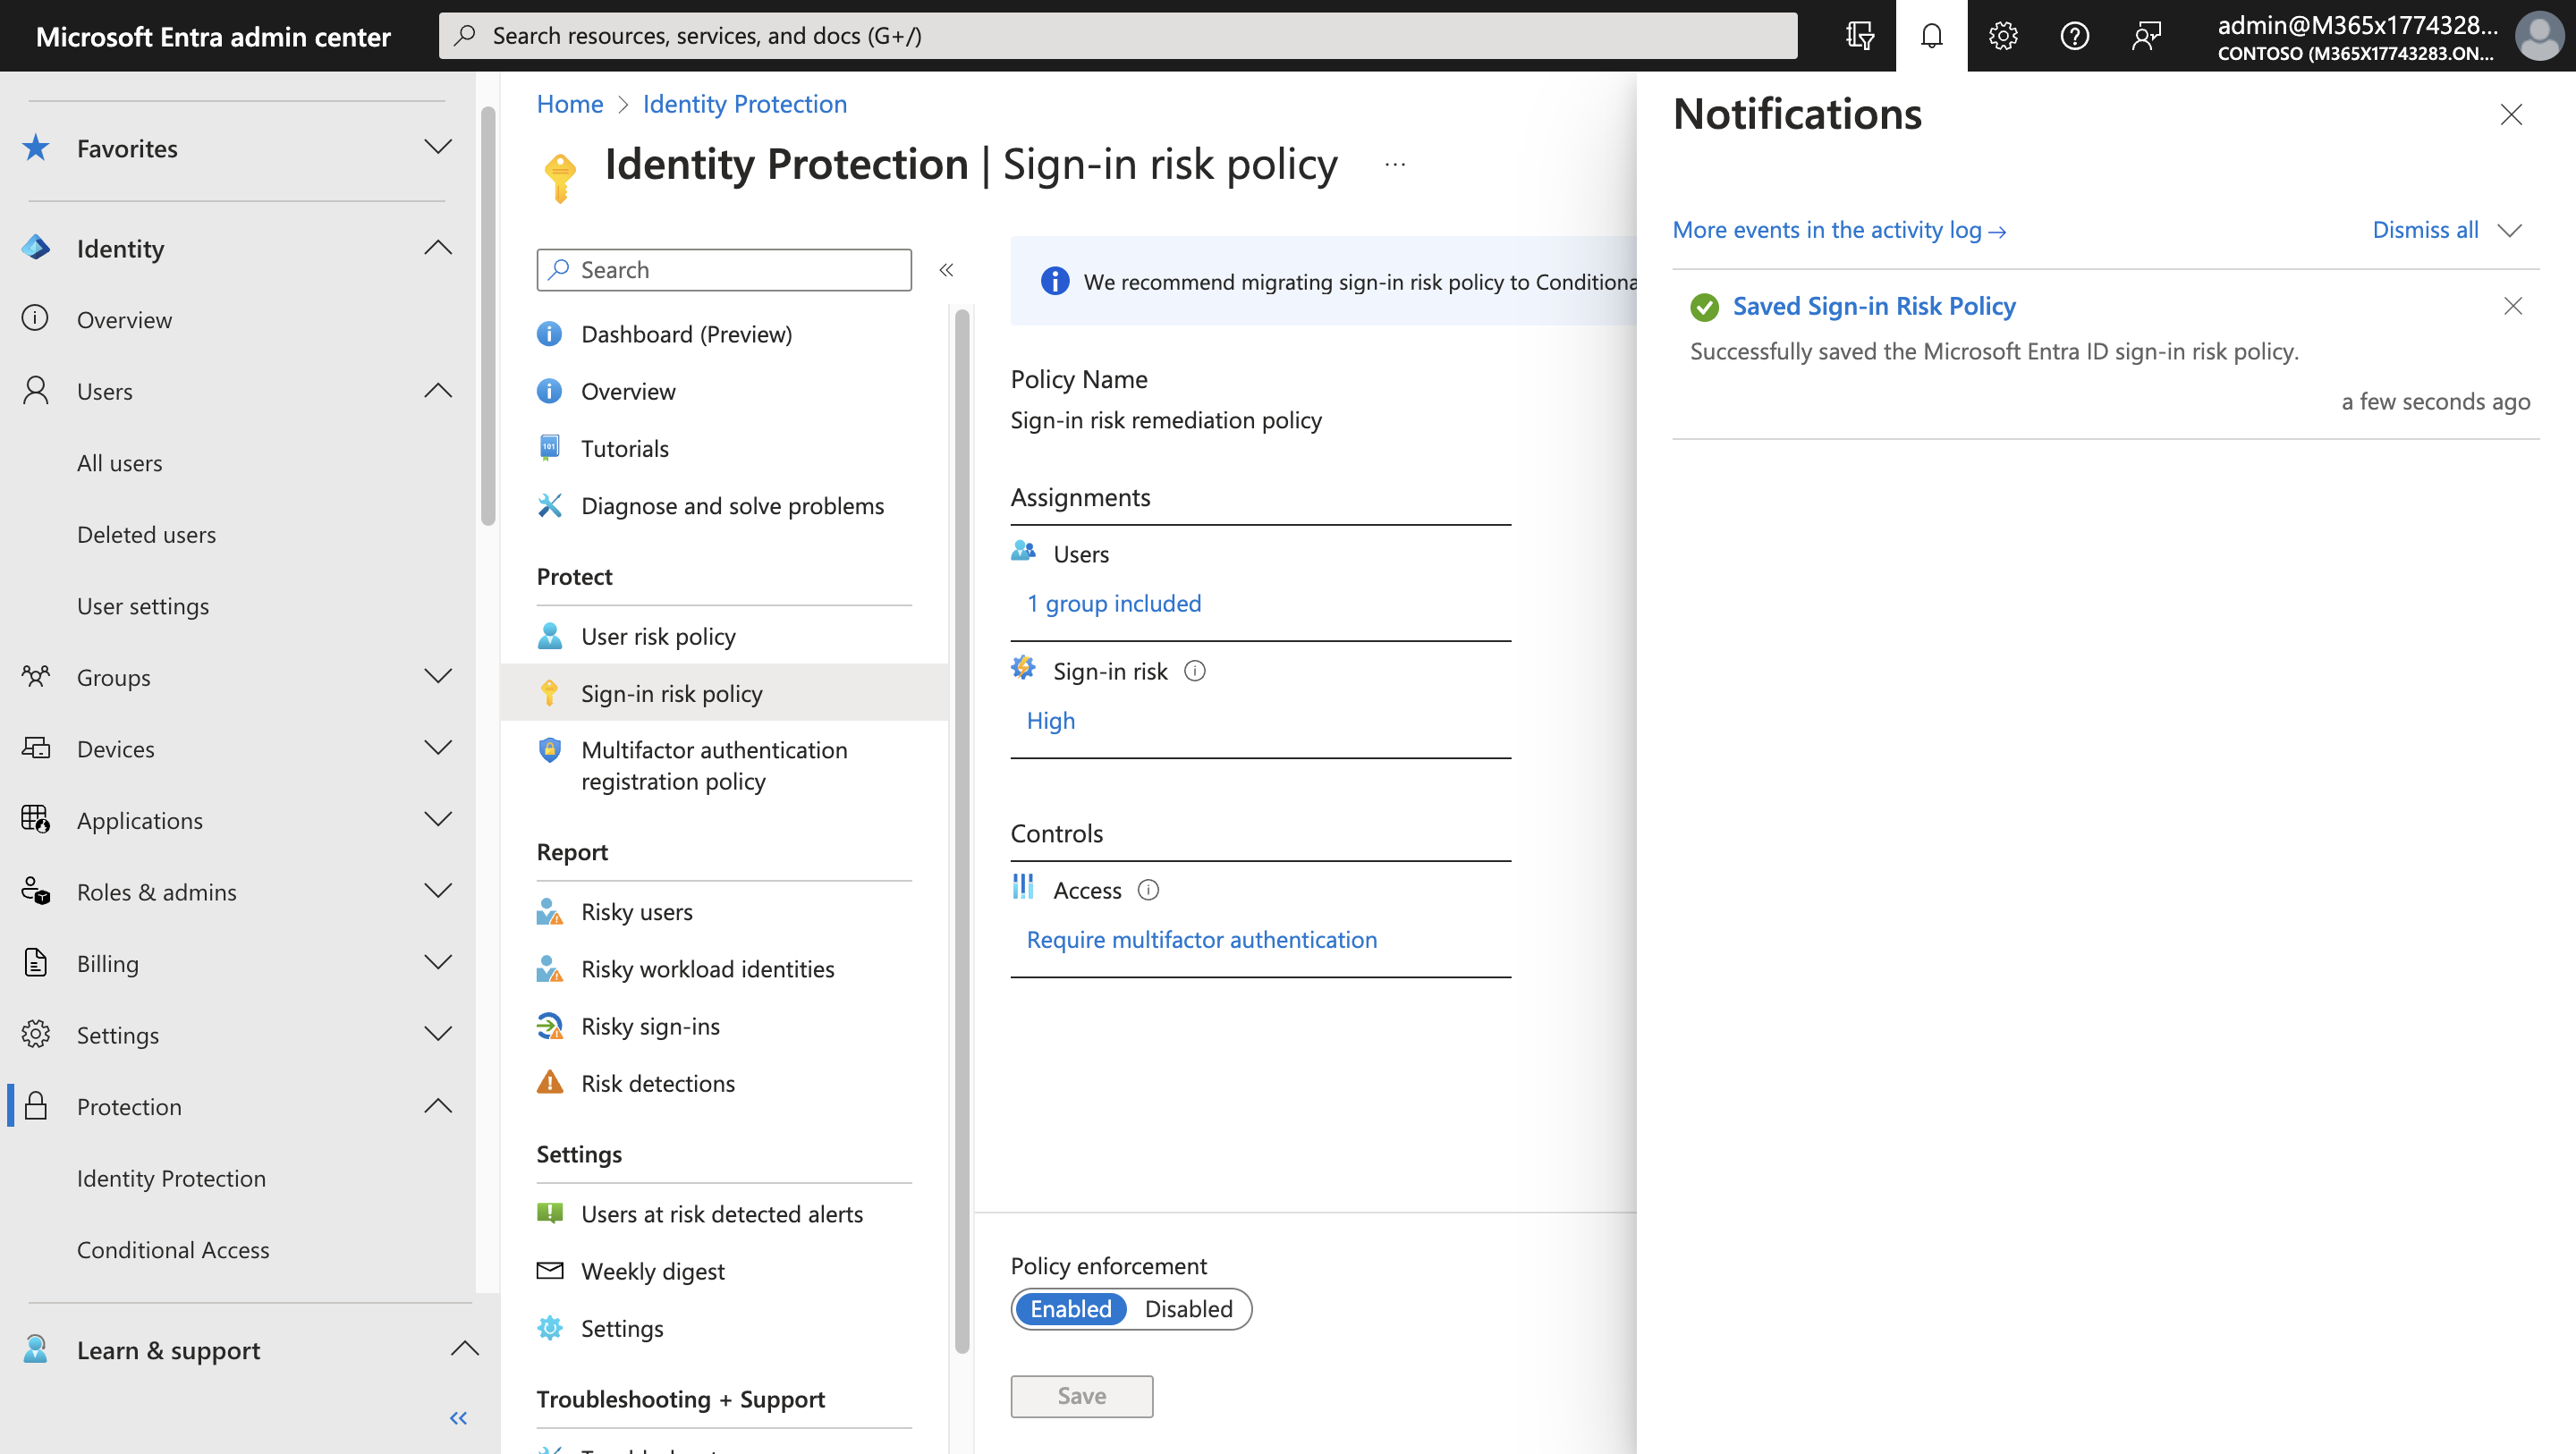 Microsoft Entra admin center
Search resources, services, and docs (G+/)
admin@M365x1774328...
CONTOSO (M365X17743283.ON...
Favorites
Identity
Overview
Users
All users
Deleted users
User settings
Groups
Devices
Applications
Roles & admins
Billing
Settings
Protection
Identity Protection
Conditional Access
Learn & support
Home > Identity Protection
Identity Protection | Sign-in risk policy ...
Search
Dashboard (Preview)
Overview
Tutorials
Diagnose and solve problems
Protect
User risk policy
Sign-in risk policy
Multifactor authentication
registration policy
Report
Risky users
Risky workload identities
Risky sign-ins
Risk detections
Settings
Users at risk detected alerts
Weekly digest
Settings
Troubleshooting + Support
We recommend migrating sign-in risk policy to Conditiona
Policy Name
Sign-in risk remediation policy
Assignments
Users
1 group included
Sign-in risk
High
Controls
Access
Require multifactor authentication
Policy enforcement
Enabled Disabled
Save
Notifications
More events in the activity log →
Dismiss all
Saved Sign-in Risk Policy
Successfully saved the Microsoft Entra ID sign-in risk policy.
a few seconds ago